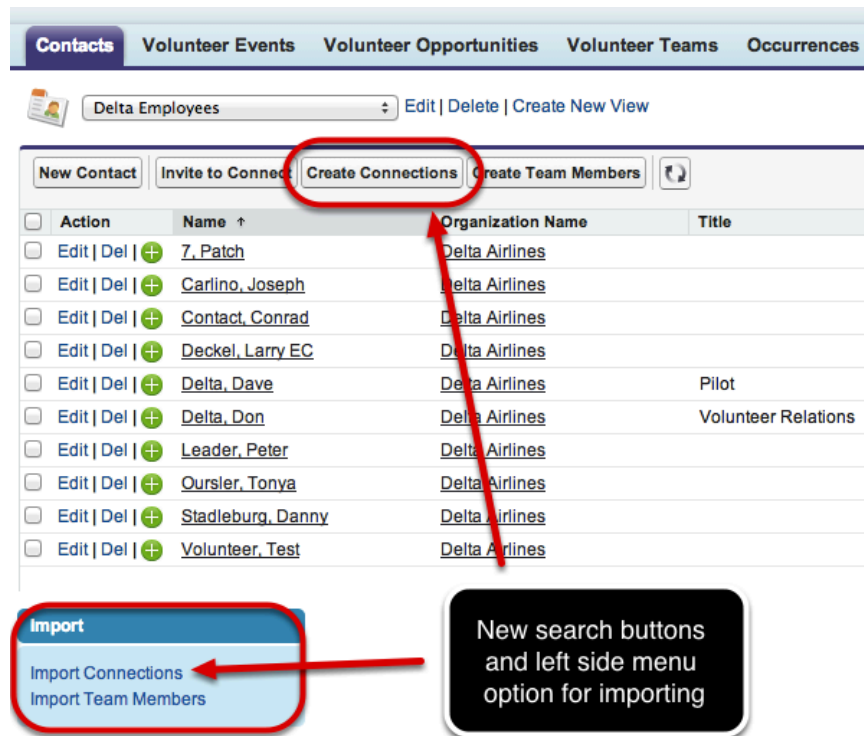 Contacts Volunteer Events Volunteer Opportunities Volunteer Teams Occurrences
Delta Employees Edit | Delete | Create New View
New Contact Invite to Connect Create Connections Create Team Members
Action Name ↑ Organization Name Title
Edit | Del | 7, Patch Delta Airlines
Edit | Del | Carlino, Joseph Delta Airlines
Edit | Del | Contact, Conrad Delta Airlines
Edit | Del | Deckel, Larry EC Delta Airlines
Edit | Del | Delta, Dave Delta Airlines Pilot
Edit | Del | Delta, Don Delta Airlines Volunteer Relations
Edit | Del | Leader, Peter Delta Airlines
Edit | Del | Oursler, Tonya Delta Airlines
Edit | Del | Stadleburg, Danny Delta Airlines
Edit | Del | Volunteer, Test Delta Airlines
Import
Import Connections
Import Team Members
New search buttons
and left side menu
option for importing